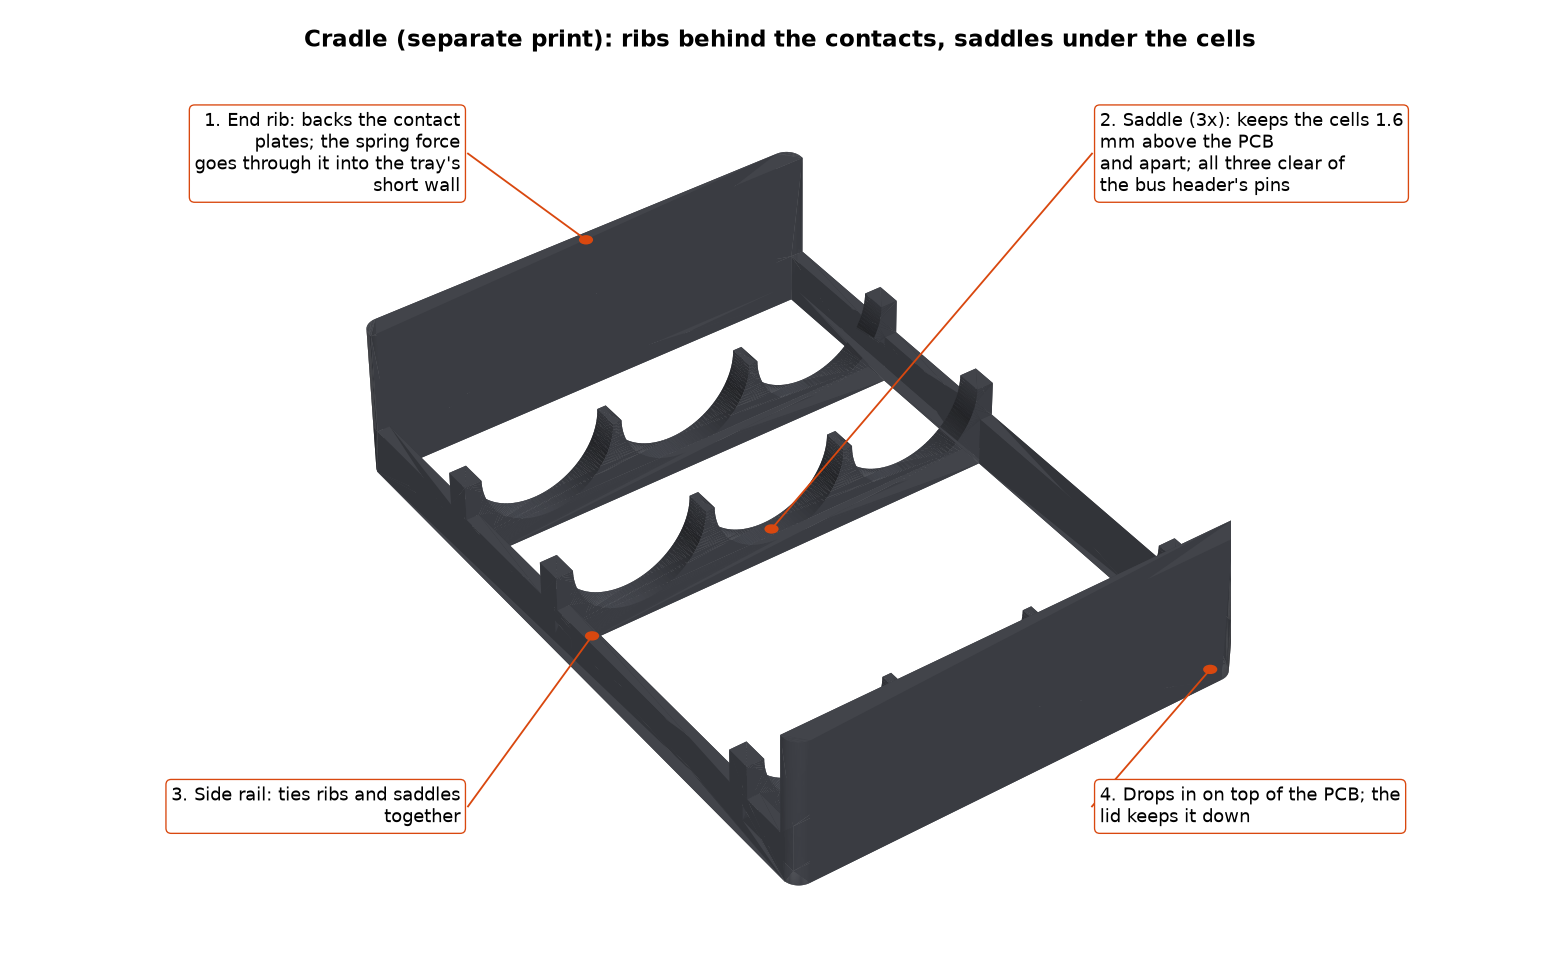 Cradle (separate print): ribs behind the contacts, saddles under the cells
1. End rib: backs the contact
plates; the spring force
goes through it into the tray's
short wall
2. Saddle (3x): keeps the cells 1.6
mm above the PCB
and apart; all three clear of
the bus header's pins
3. Side rail: ties ribs and saddles
together
4. Drops in on top of the PCB; the
lid keeps it down